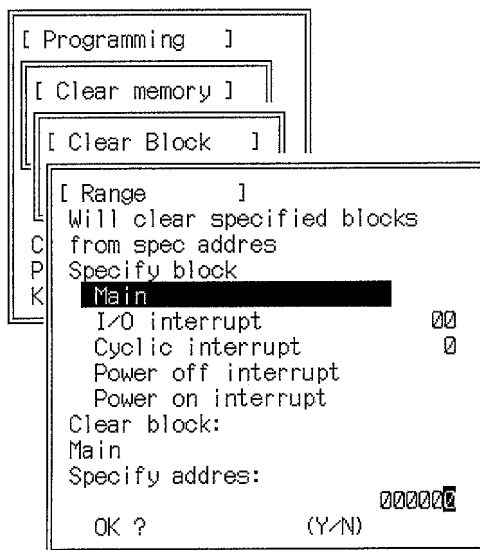 [ Programming ]
[ Clear memory ]
[ Clear Block ]
[ Range ]
Will clear specified blocks
from spec addres
Specify block
Main
I/O interrupt 00
Cyclic interrupt 0
Power off interrupt
Power on interrupt
Clear block:
Main
Specify addres:
000000
OK ? (Y/N)
C
P
K